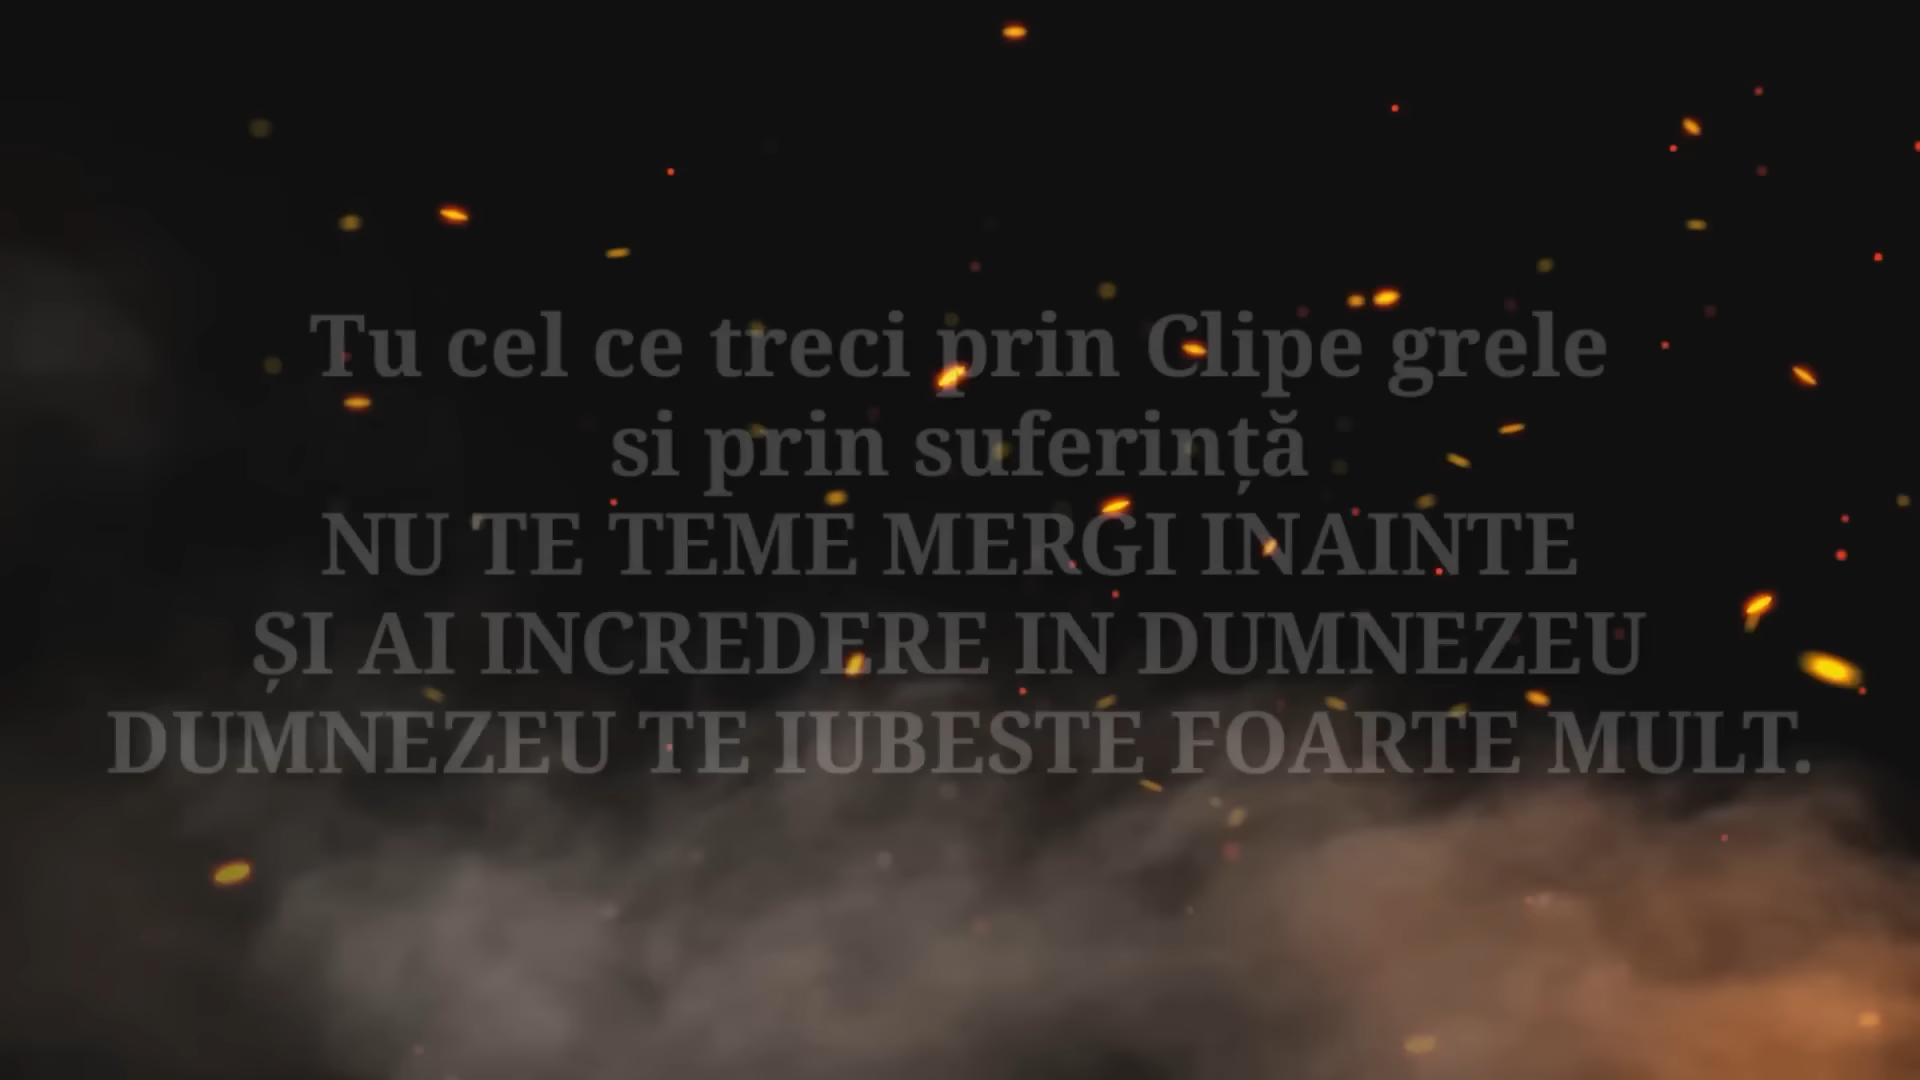 Tu cel ce treci prin Clipe grele
si prin suferință
NU TE TEME MERGI INAINTE
ȘI AI INCREDERE IN DUMNEZEU
DUMNEZEU TE IUBESTE FOARTE MULT.